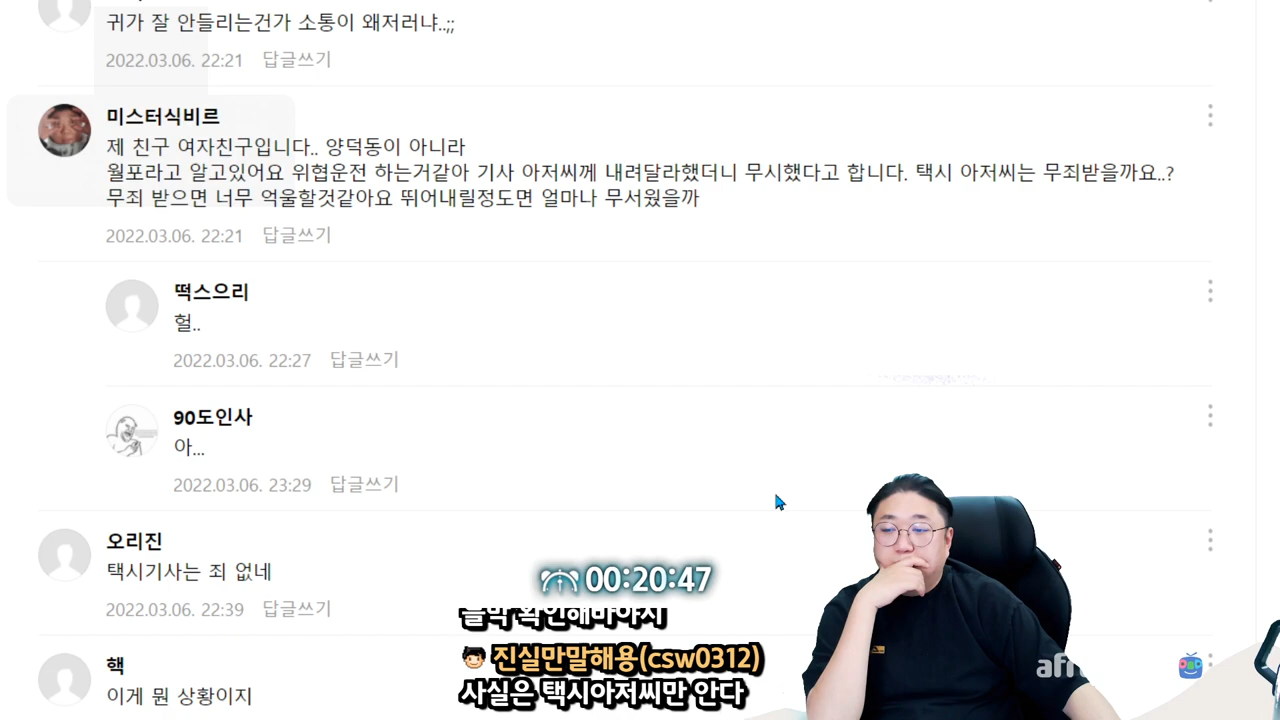 귀가 잘 안들리는건가 소통이 왜저러냐..;;
2022.03.06. 22:21 답글쓰기
미스터식비르
제 친구 여자친구입니다.. 양덕동이 아니라
월포라고 알고있어요 위협운전 하는거같아 기사 아저씨께 내려달라했더니 무시했다고 합니다. 택시 아저씨는 무죄받을까요..?
무죄 받으면 너무 억울할것같아요 뛰어내릴정도면 얼마나 무서웠을까
2022.03.06. 22:21 답글쓰기
떡스으리
헐..
2022.03.06. 22:27 답글쓰기
90도인사
아...
2022.03.06. 23:29 답글쓰기
오리진
택시기사는 죄 없네
2022.03.06. 22:39 답글쓰기
핵
이게 뭔 상황이지
00:20:47
진실만말해용(csw0312)
사실은 택시아저씨만 안다